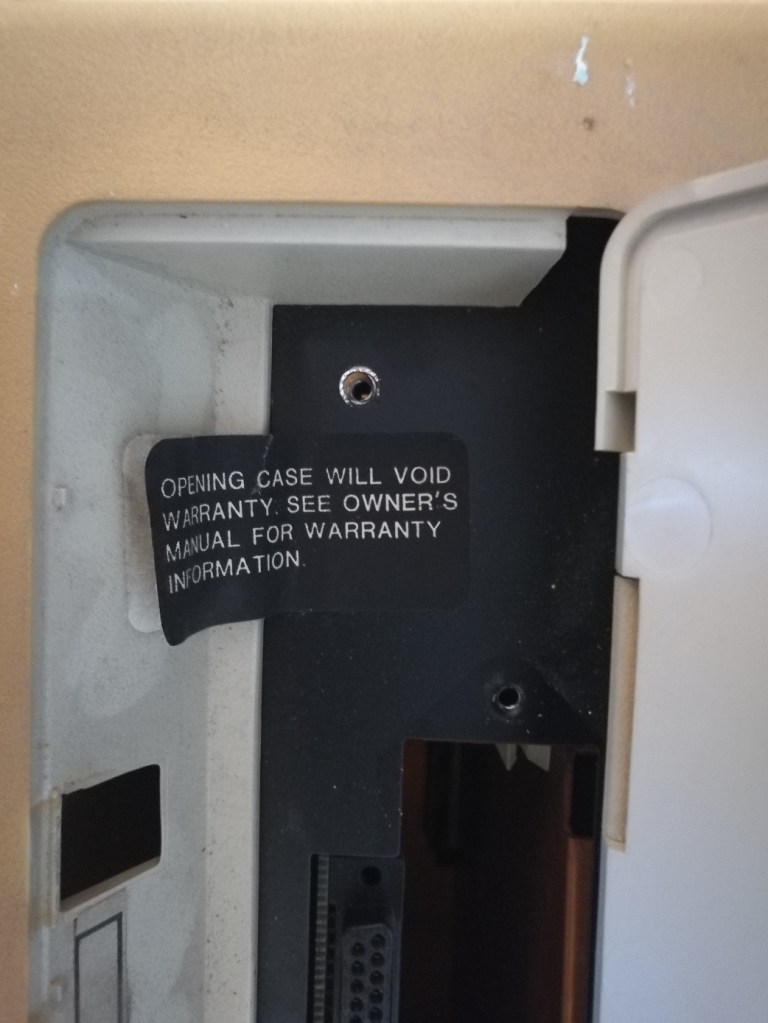 OPENING CASE WILL VOID
WARRANTY. SEE OWNER'S
MANUAL FOR WARRANTY
INFORMATION.